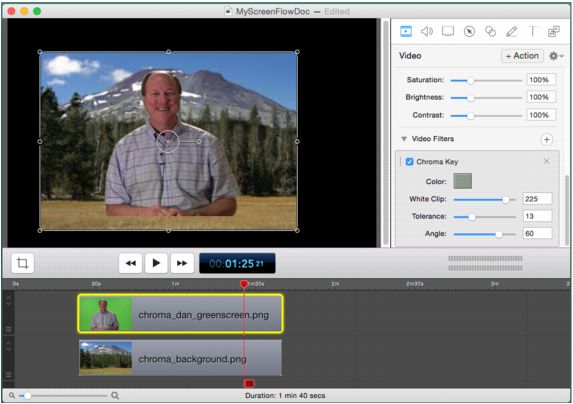 MyScreenFlowDoc — Edited
Video
+ Action
Saturation: 100%
Brightness: 100%
Contrast: 100%
Video Filters
Chroma Key
Color:
White Clip: 225
Tolerance: 13
Angle: 60
00:01:25 21
0s 30s 1m 1m30s 2m 2m30s 3m 3
chroma_dan_greenscreen.png
chroma_background.png
Duration: 1 min 40 secs